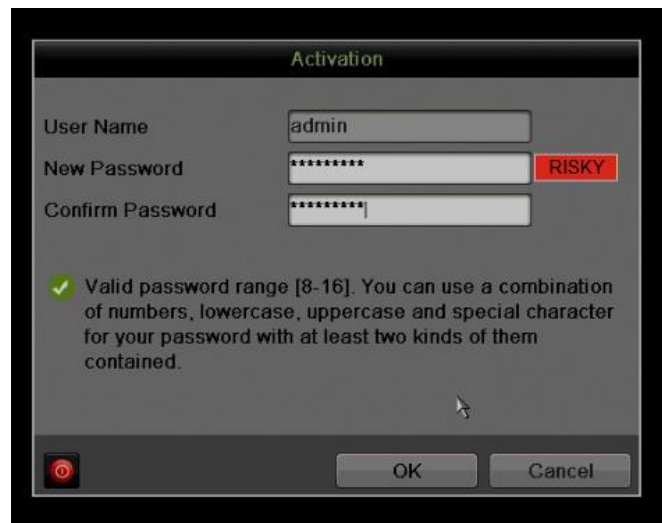 Activation
User Name admin
New Password ********* RISKY
Confirm Password *********
Valid password range [8-16]. You can use a combination
of numbers, lowercase, uppercase and special character
for your password with at least two kinds of them
contained.
OK Cancel